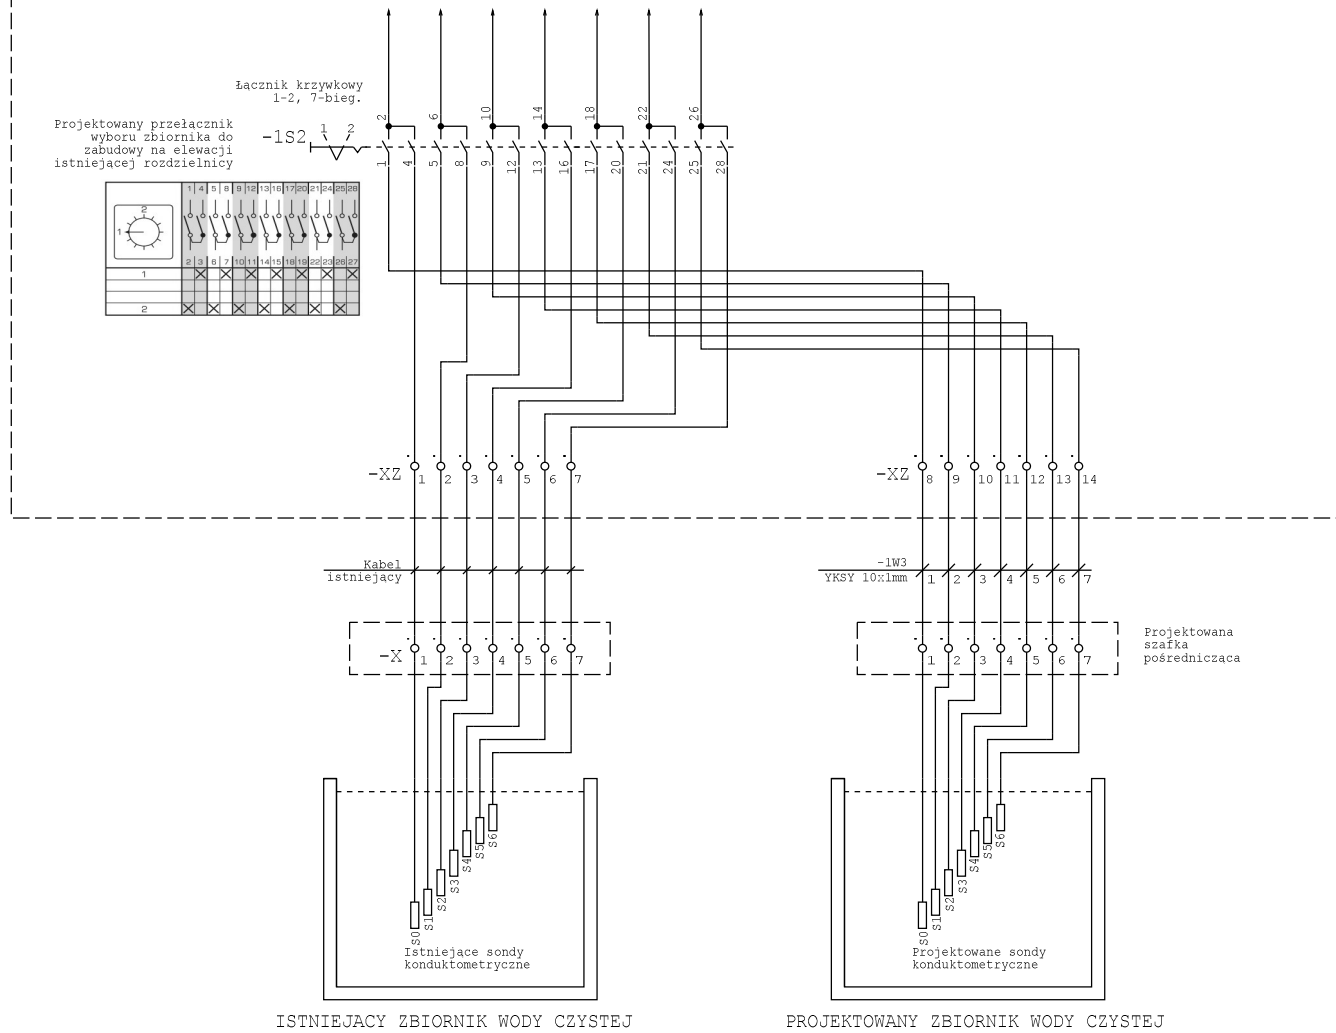 Łącznik krzywkowy
1-2, 7-bieg.
Projektowany przełącznik
wyboru zbiornika do
zabudowy na elewacji
istniejącej rozdzielnicy
-1S2
1 2
2 6 10 14 18 22 26
1 4 5 8 9 12 13 16 17 20 21 24 25 28
1 4 5 8 9 12 13 16 17 20 21 24 25 28
2
1
2 3 6 7 10 11 14 15 18 19 22 23 26 27
1
2
-XZ 1 2 3 4 5 6 7
-XZ 8 9 10 11 12 13 14
Kabel
istniejący
-1W3
YKSY 10x1mm 1 2 3 4 5 6 7
-X 1 2 3 4 5 6 7
1 2 3 4 5 6 7
Projektowana
szafka
pośrednicząca
S0 S1 S2 S3 S4 S5 S6
Istniejące sondy
konduktometryczne
S0 S1 S2 S3 S4 S5 S6
Projektowane sondy
konduktometryczne
ISTNIEJACY ZBIORNIK WODY CZYSTEJ
PROJEKTOWANY ZBIORNIK WODY CZYSTEJ